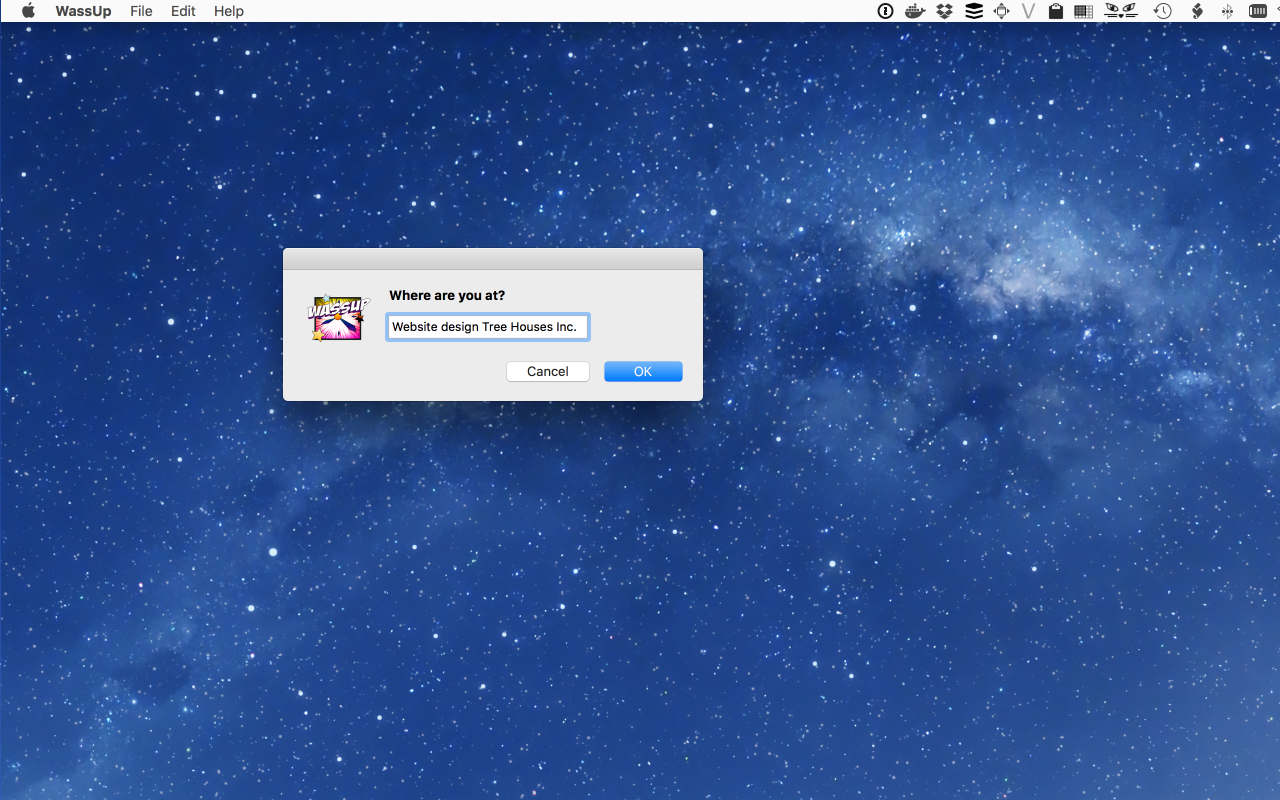 WassUp File Edit Help
Where are you at?
WASSUP
Website design Tree Houses Inc.
Cancel OK